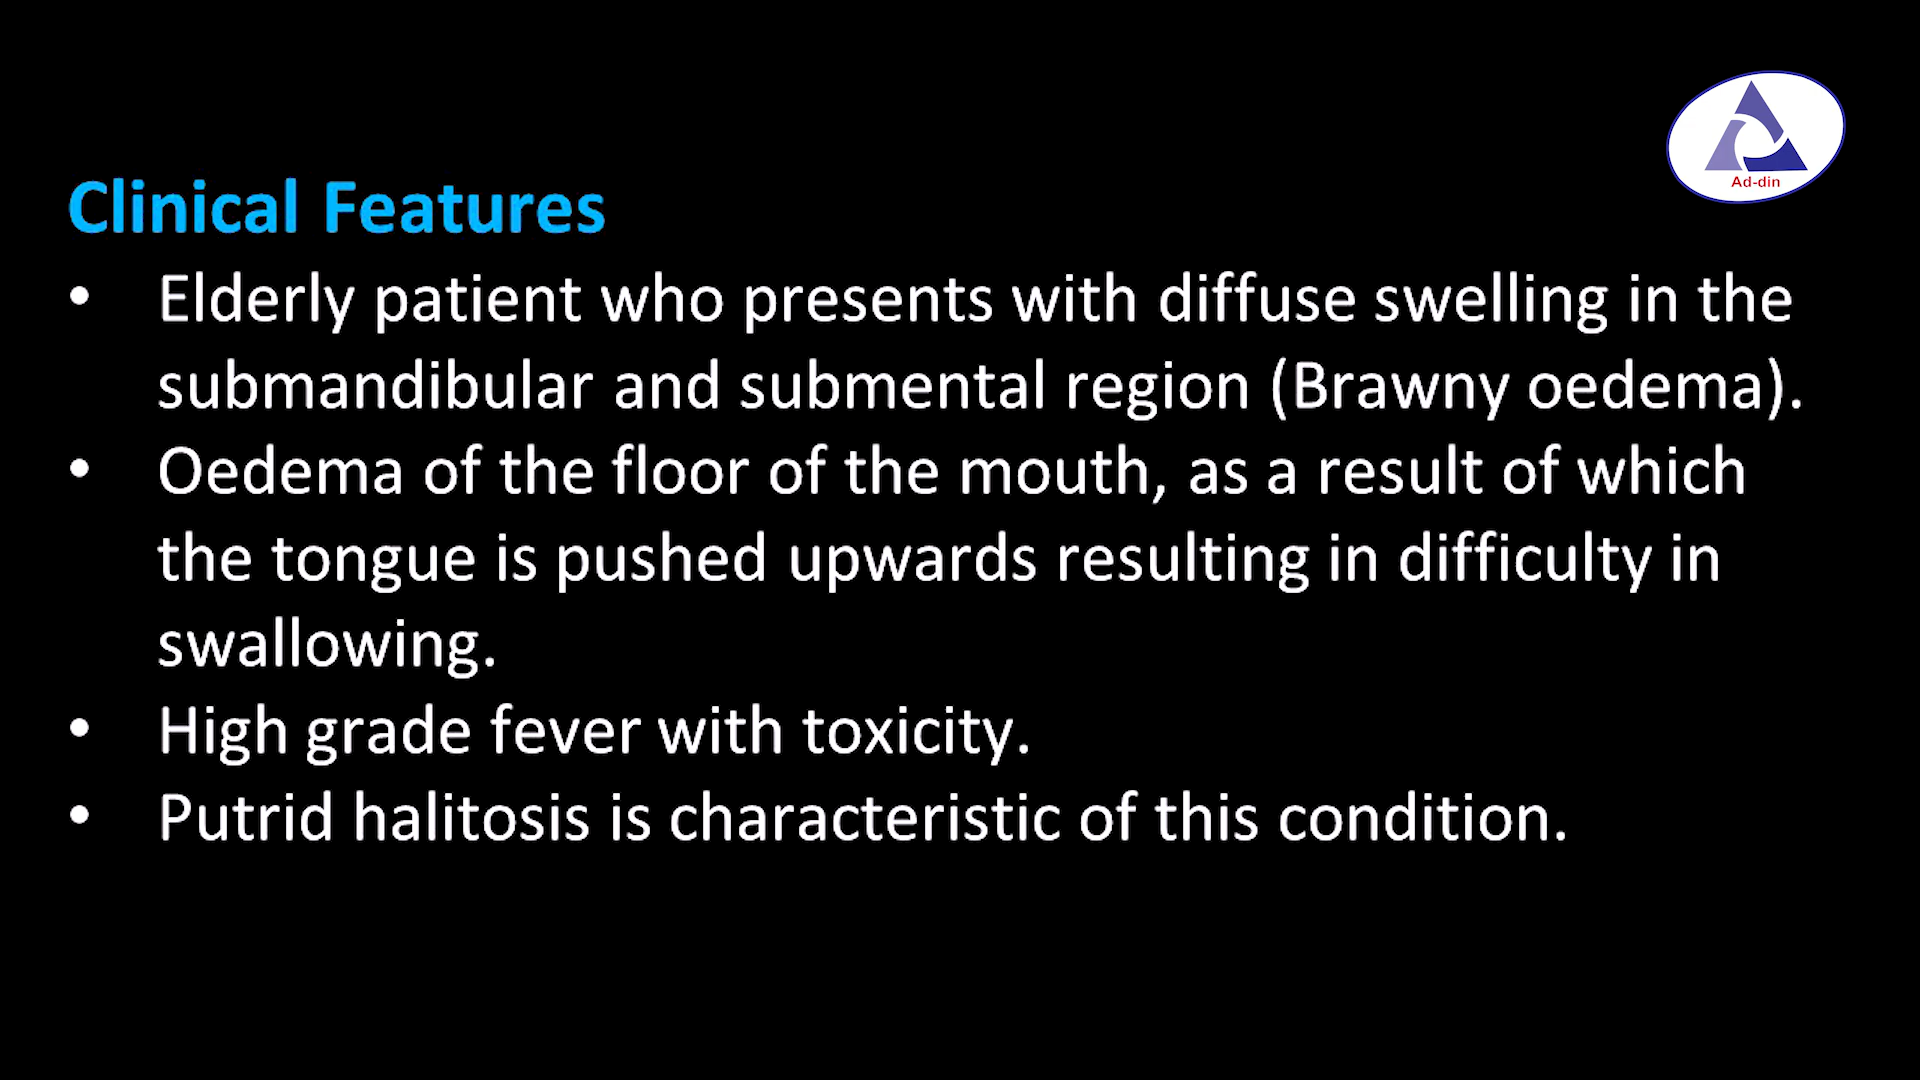 Ad-din
Clinical Features
• Elderly patient who presents with diffuse swelling in the
submandibular and submental region (Brawny oedema).
• Oedema of the floor of the mouth, as a result of which
the tongue is pushed upwards resulting in difficulty in
swallowing.
• High grade fever with toxicity.
• Putrid halitosis is characteristic of this condition.